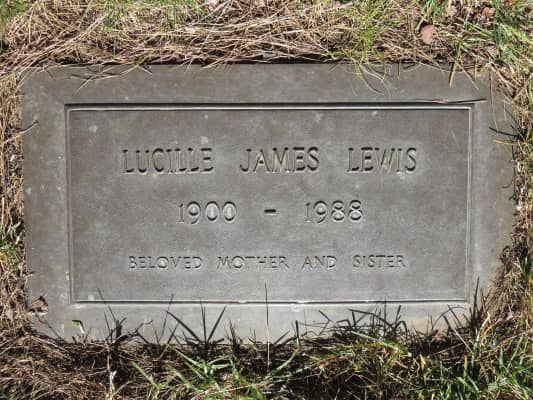 LUCILLE JAMES LEWIS
1900 - 1988
BELOVED MOTHER AND SISTER